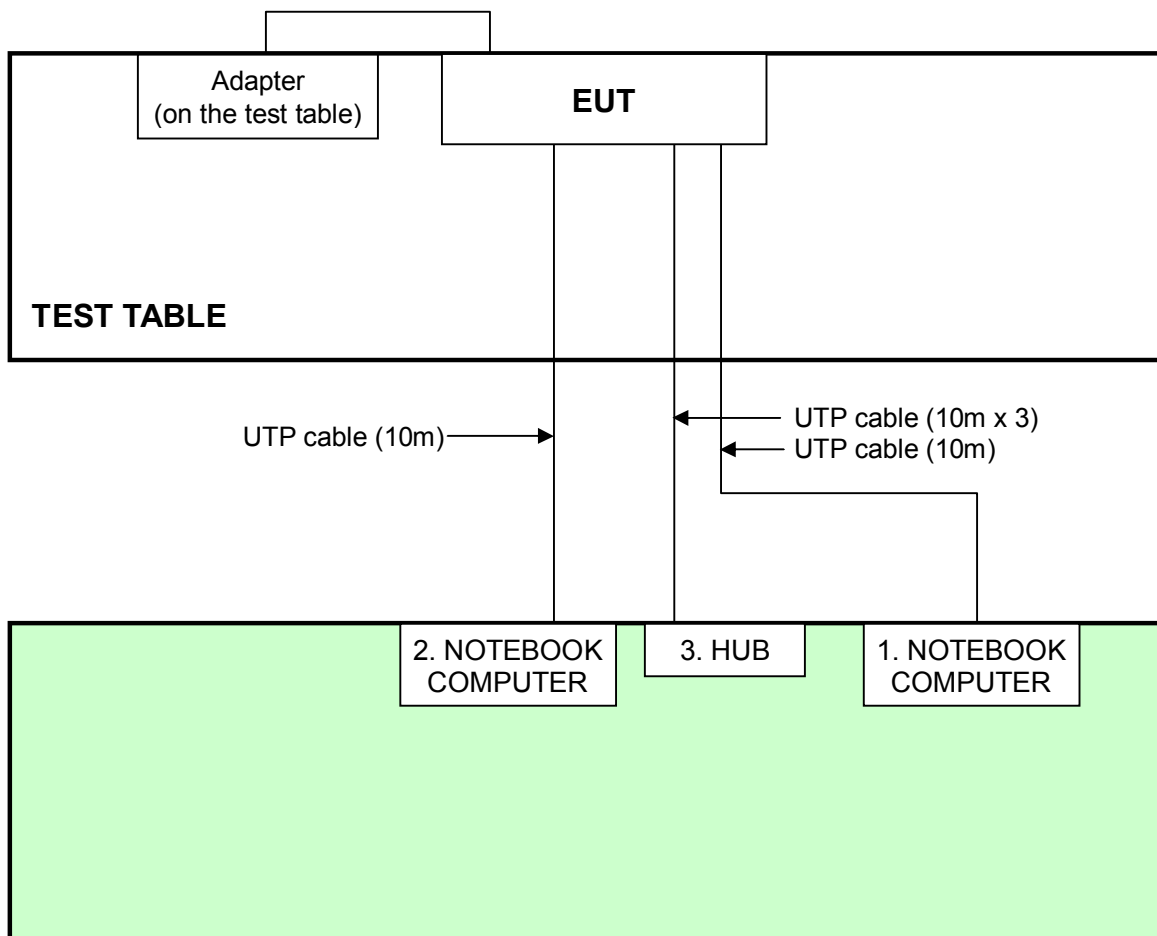 Adapter
(on the test table)
EUT
TEST TABLE
UTP cable (10m)
UTP cable (10m x 3)
UTP cable (10m)
2. NOTEBOOK
COMPUTER
3. HUB
1. NOTEBOOK
COMPUTER